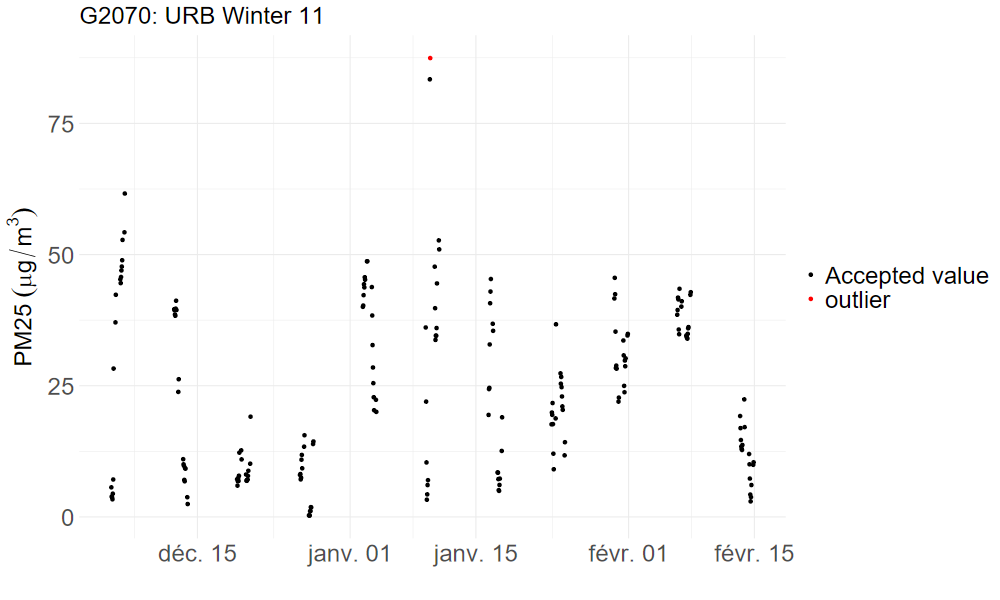 G2070: URB Winter 11
PM25 (μg/m³)
75
50
25
0
déc. 15
janv. 01
janv. 15
févr. 01
févr. 15
Accepted value
outlier